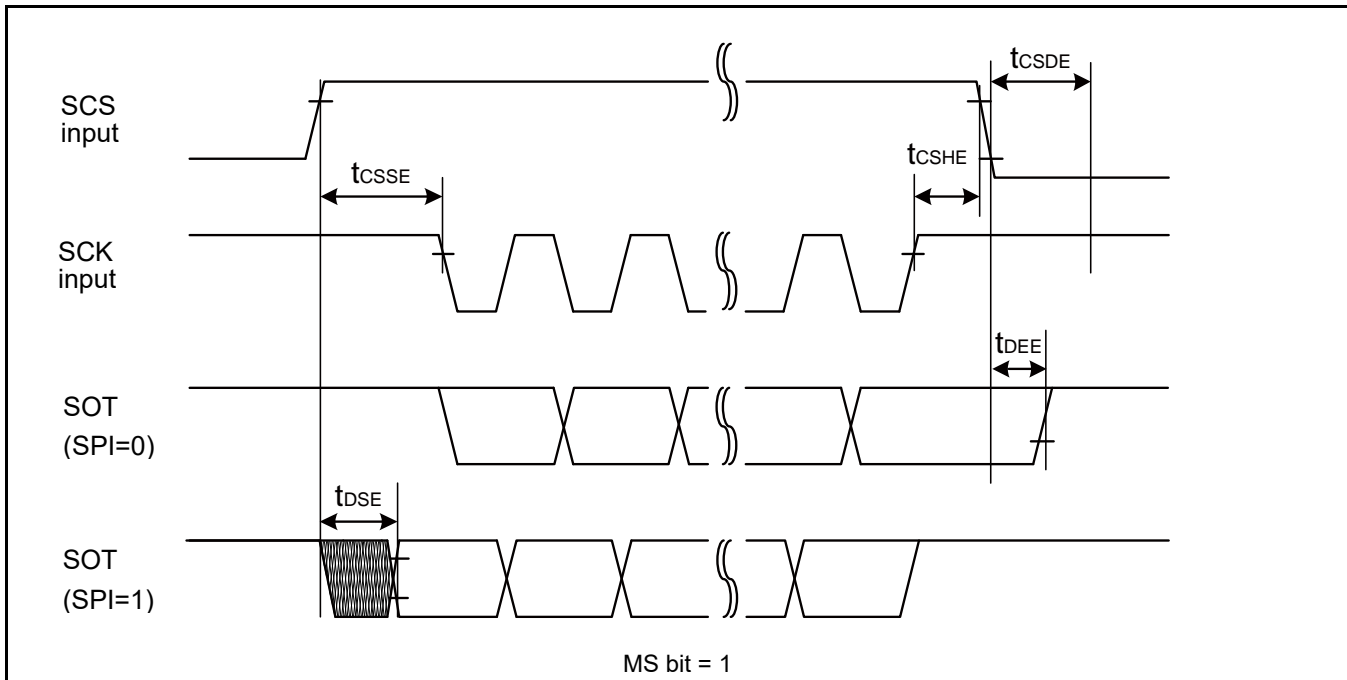 tCSDE
SCS
input
tCSHE
tCSSE
SCK
input
tDEE
SOT
(SPI=0)
tDSE
SOT
(SPI=1)
MS bit = 1